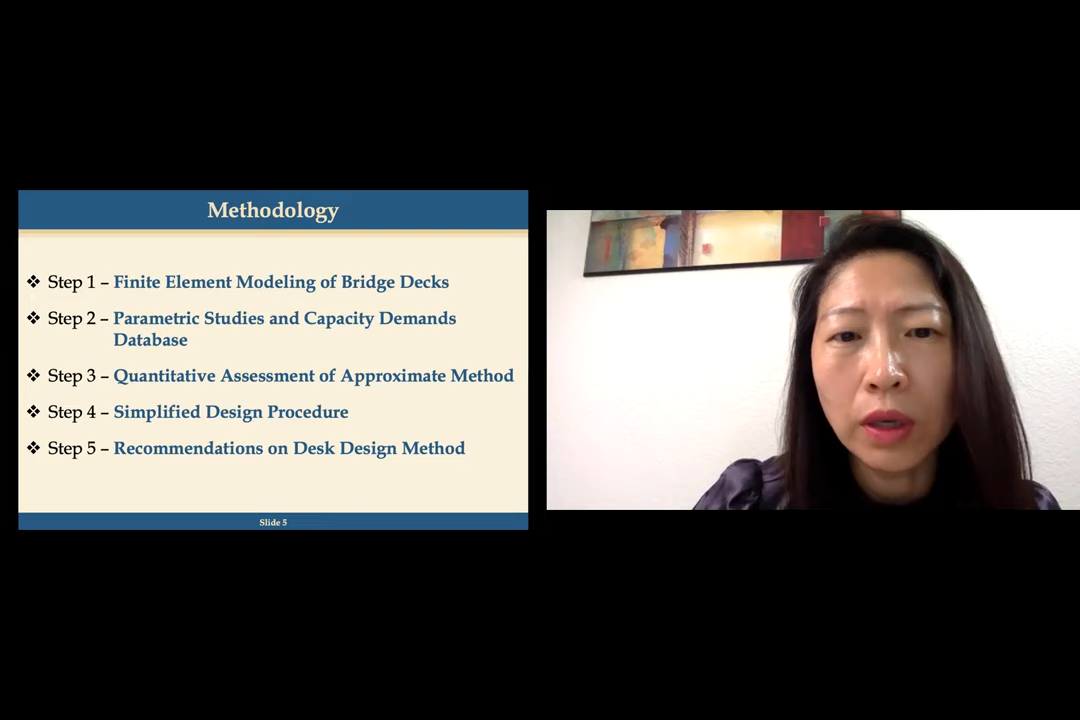 Methodology
❖ Step 1 – Finite Element Modeling of Bridge Decks
❖ Step 2 – Parametric Studies and Capacity Demands
Database
❖ Step 3 – Quantitative Assessment of Approximate Method
❖ Step 4 – Simplified Design Procedure
❖ Step 5 – Recommendations on Desk Design Method
Slide 5